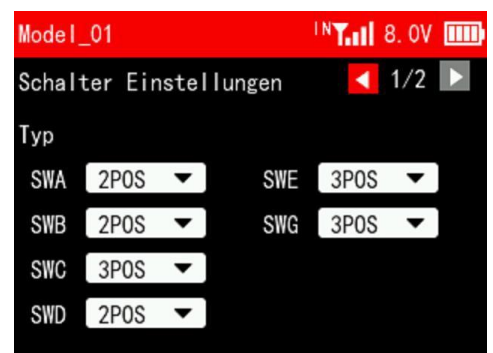 Model_01 IN 8.0V
Schalter Einstellungen 1/2
Typ
SWA 2POS SWE 3POS
SWB 2POS SWG 3POS
SWC 3POS
SWD 2POS